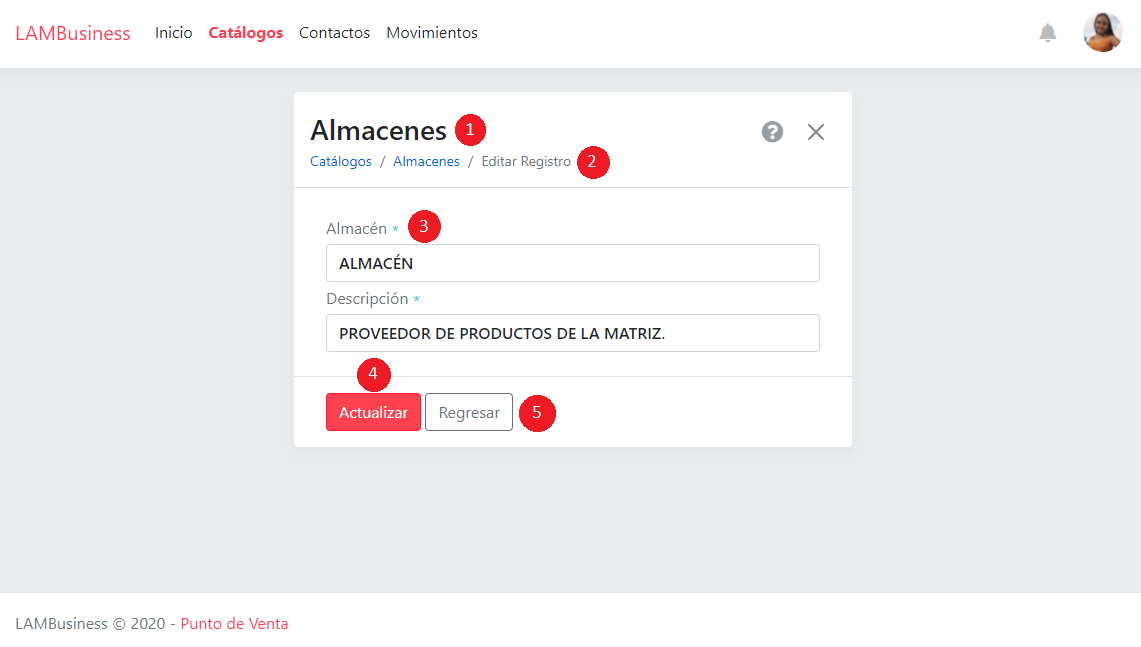 LAMBusiness Inicio Catálogos Contactos Movimientos
Almacenes 1 ?
Catálogos / Almacenes / Editar Registro 2
Almacén * 3
ALMACÉN
Descripción *
PROVEEDOR DE PRODUCTOS DE LA MATRIZ.
4
Actualizar Regresar 5
LAMBusiness © 2020 - Punto de Venta